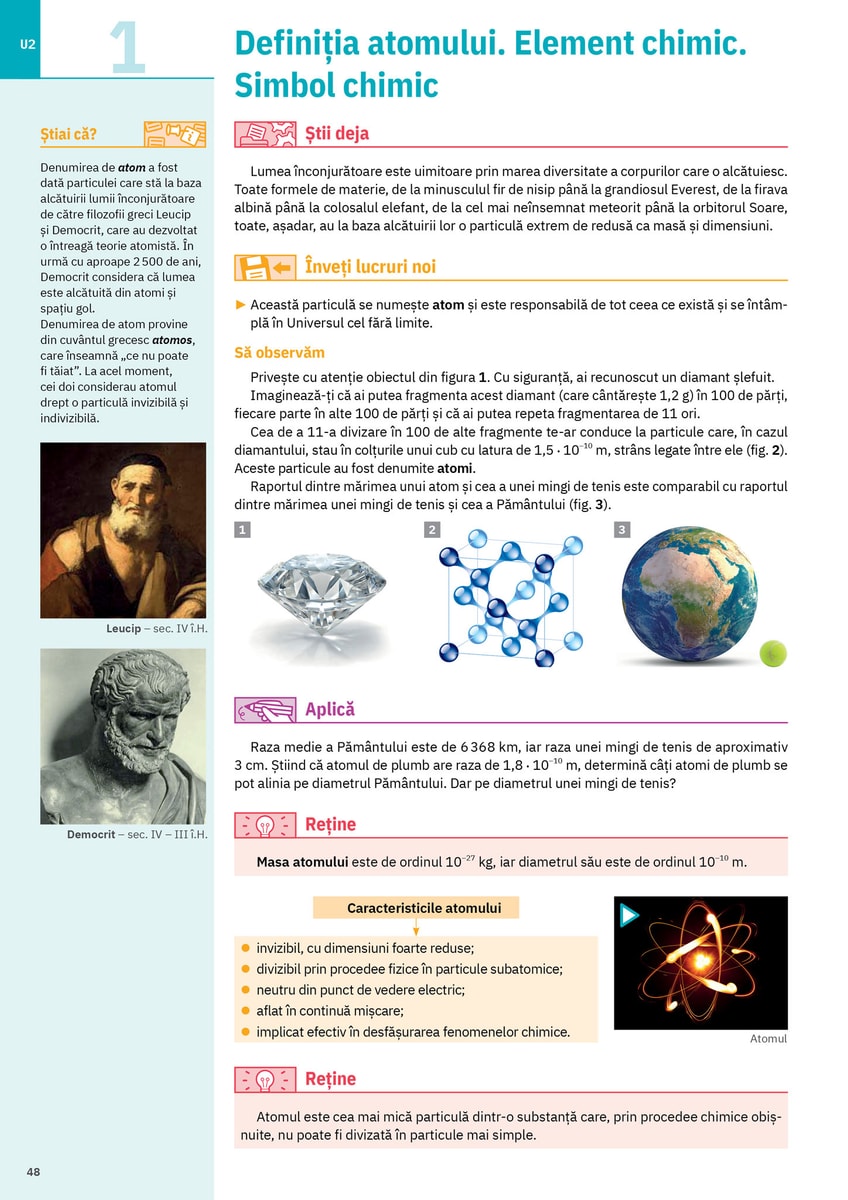 U2
1
Definiția atomului. Element chimic.
Simbol chimic
Știai că?
Denumirea de atom a fost
dată particulei care stă la baza
alcătuirii lumii înconjurătoare
de către filozofii greci Leucip
și Democrit, care au dezvoltat
o întreagă teorie atomistă. În
urmă cu aproape 2 500 de ani,
Democrit considera că lumea
este alcătuită din atomi și
spațiu gol.
Denumirea de atom provine
din cuvântul grecesc atomos,
care înseamnă „ce nu poate
fi tăiat”. La acel moment,
cei doi considerau atomul
drept o particulă invizibilă și
indivizibilă.
Leucip – sec. IV î.H.
Democrit – sec. IV – III î.H.
Știi deja
Lumea înconjurătoare este uimitoare prin marea diversitate a corpurilor care o alcătuiesc.
Toate formele de materie, de la minusculul fir de nisip până la grandiosul Everest, de la firava
albină până la colosalul elefant, de la cel mai neînsemnat meteorit până la orbitorul Soare,
toate, așadar, au la baza alcătuirii lor o particulă extrem de redusă ca masă și dimensiuni.
Înveți lucruri noi
► Această particulă se numește atom și este responsabilă de tot ceea ce există și se întâm-
plă în Universul cel fără limite.
Să observăm
Privește cu atenție obiectul din figura 1. Cu siguranță, ai recunoscut un diamant șlefuit.
Imaginează-ți că ai putea fragmenta acest diamant (care cântărește 1,2 g) în 100 de părți,
fiecare parte în alte 100 de părți și că ai putea repeta fragmentarea de 11 ori.
Cea de a 11-a divizare în 100 de alte fragmente te-ar conduce la particule care, în cazul
diamantului, stau în colțurile unui cub cu latura de 1,5 · 10⁻¹⁰ m, strâns legate între ele (fig. 2).
Aceste particule au fost denumite atomi.
Raportul dintre mărimea unui atom și cea a unei mingi de tenis este comparabil cu raportul
dintre mărimea unei mingi de tenis și cea a Pământului (fig. 3).
1
2
3
Aplică
Raza medie a Pământului este de 6 368 km, iar raza unei mingi de tenis de aproximativ
3 cm. Știind că atomul de plumb are raza de 1,8 · 10⁻¹⁰ m, determină câți atomi de plumb se
pot alinia pe diametrul Pământului. Dar pe diametrul unei mingi de tenis?
Reține
Masa atomului este de ordinul 10⁻²⁷ kg, iar diametrul său este de ordinul 10⁻¹⁰ m.
Caracteristicile atomului
● invizibil, cu dimensiuni foarte reduse;
● divizibil prin procedee fizice în particule subatomice;
● neutru din punct de vedere electric;
● aflat în continuă mișcare;
● implicat efectiv în desfășurarea fenomenelor chimice.
Atomul
Reține
Atomul este cea mai mică particulă dintr-o substanță care, prin procedee chimice obiș-
nuite, nu poate fi divizată în particule mai simple.
48